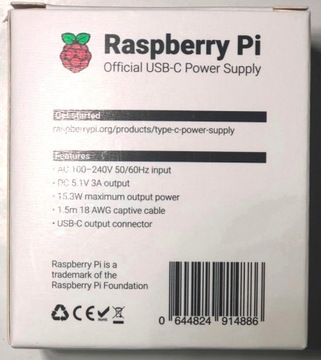 Raspberry Pi
Official USB-C Power Supply
Get started
raspberrypi.org/products/type-c-power-supply
Features
• AC 100–240V 50/60Hz input
• DC 5.1V 3A output
• 15.3W maximum output power
• 1.5m 18 AWG captive cable
• USB-C output connector
Raspberry Pi is a
trademark of the
Raspberry Pi Foundation
CE
0 644824 914886